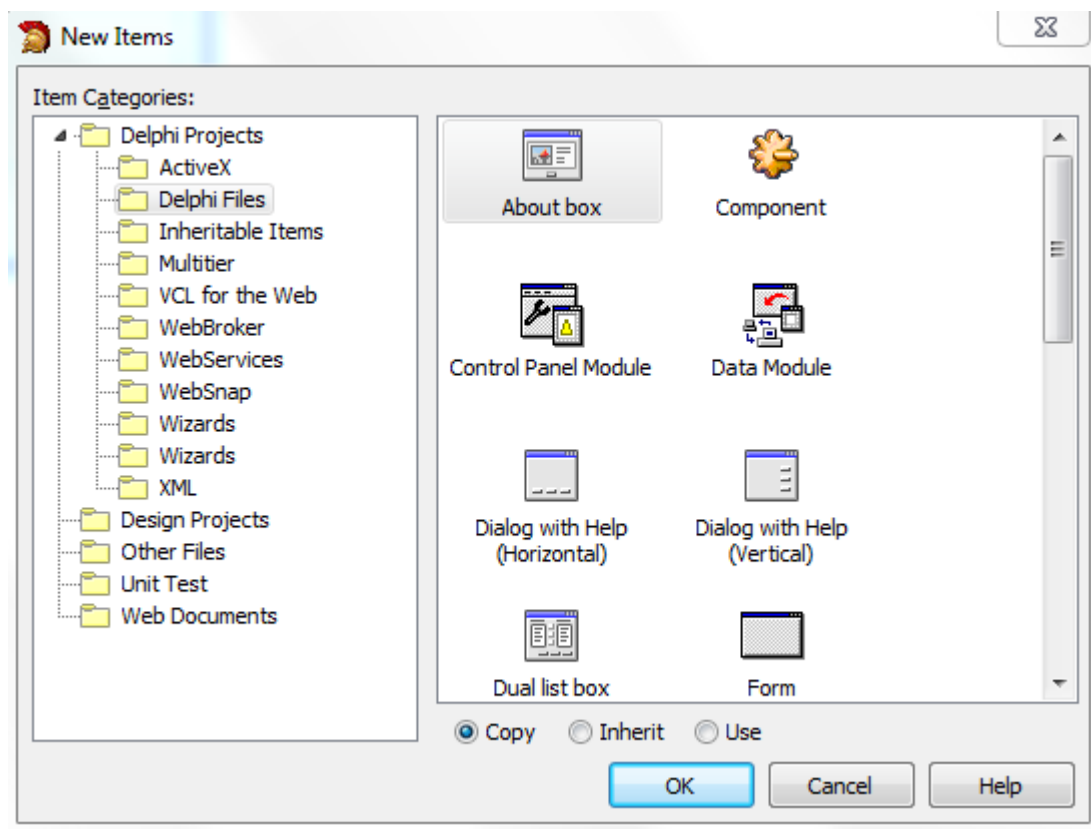 New Items
Item Categories:
Delphi Projects
ActiveX
Delphi Files
Inheritable Items
Multitier
VCL for the Web
WebBroker
WebServices
WebSnap
Wizards
Wizards
XML
Design Projects
Other Files
Unit Test
Web Documents
About box
Component
Control Panel Module
Data Module
Dialog with Help
(Horizontal)
Dialog with Help
(Vertical)
Dual list box
Form
Copy
Inherit
Use
OK
Cancel
Help